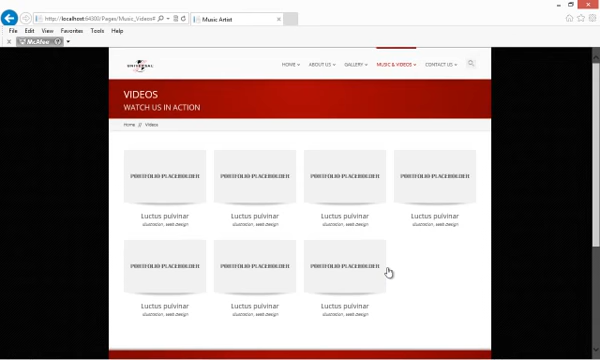 http://localhost:64300/Pages/Music_Videos#
Music Artist
File Edit View Favorites Tools Help
McAfee
UNIVERSAL
HOME ABOUT US GALLERY MUSIC & VIDEOS CONTACT US
VIDEOS
WATCH US IN ACTION
Home // Videos
PORTFOLIO PLACEHOLDER PORTFOLIO PLACEHOLDER PORTFOLIO PLACEHOLDER PORTFOLIO PLACEHOLDER
Luctus pulvinar Luctus pulvinar Luctus pulvinar Luctus pulvinar
illustration, web design illustration, web design illustration, web design illustration, web design
PORTFOLIO PLACEHOLDER PORTFOLIO PLACEHOLDER PORTFOLIO PLACEHOLDER
Luctus pulvinar Luctus pulvinar Luctus pulvinar
illustration, web design illustration, web design illustration, web design